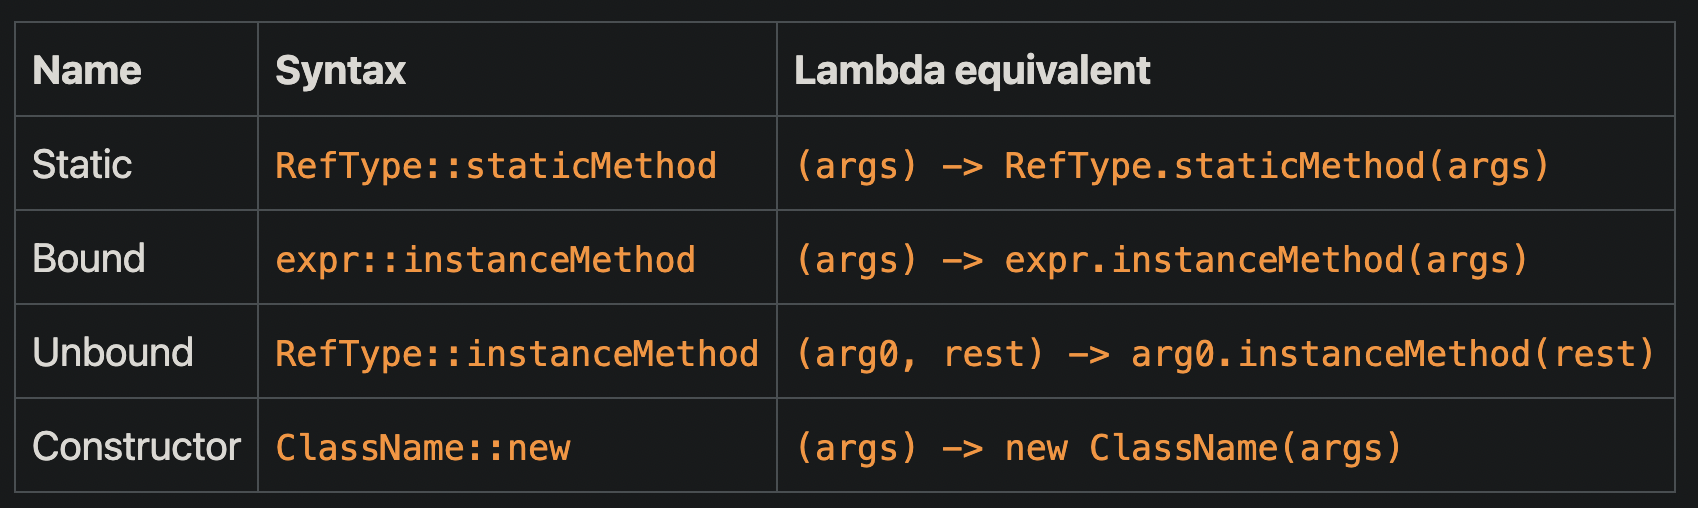 Name Syntax Lambda equivalent
Static RefType::staticMethod (args) -> RefType.staticMethod(args)
Bound expr::instanceMethod (args) -> expr.instanceMethod(args)
Unbound RefType::instanceMethod (arg0, rest) -> arg0.instanceMethod(rest)
Constructor ClassName::new (args) -> new ClassName(args)